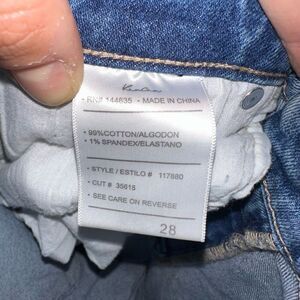 KanCan
• RN# 144835 • MADE IN CHINA
• 99%COTTON/ALGODON
• 1% SPANDEX/ELASTANO
• STYLE / ESTILO # 117880
• CUT # 35615
• SEE CARE ON REVERSE
28